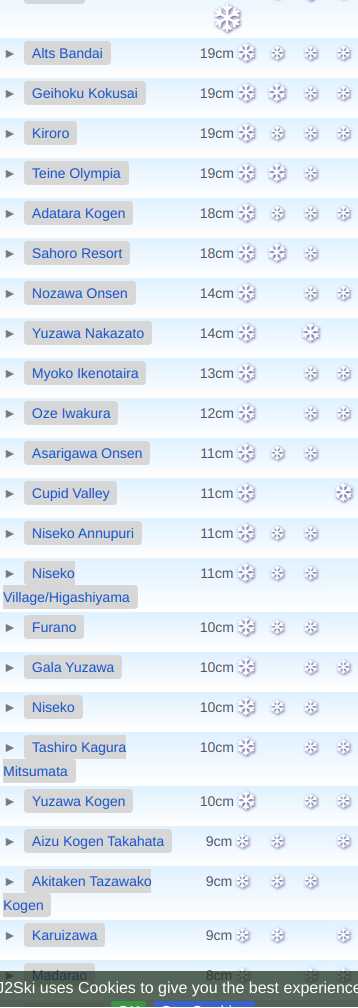 Alts Bandai 19cm
Geihoku Kokusai 19cm
Kiroro 19cm
Teine Olympia 19cm
Adatara Kogen 18cm
Sahoro Resort 18cm
Nozawa Onsen 14cm
Yuzawa Nakazato 14cm
Myoko Ikenotaira 13cm
Oze Iwakura 12cm
Asarigawa Onsen 11cm
Cupid Valley 11cm
Niseko Annupuri 11cm
Niseko 11cm
Village/Higashiyama
Furano 10cm
Gala Yuzawa 10cm
Niseko 10cm
Tashiro Kagura 10cm
Mitsumata
Yuzawa Kogen 10cm
Aizu Kogen Takahata 9cm
Akitaken Tazawako 9cm
Kogen
Karuizawa 9cm
Madarao 8cm
J2Ski uses Cookies to give you the best experience